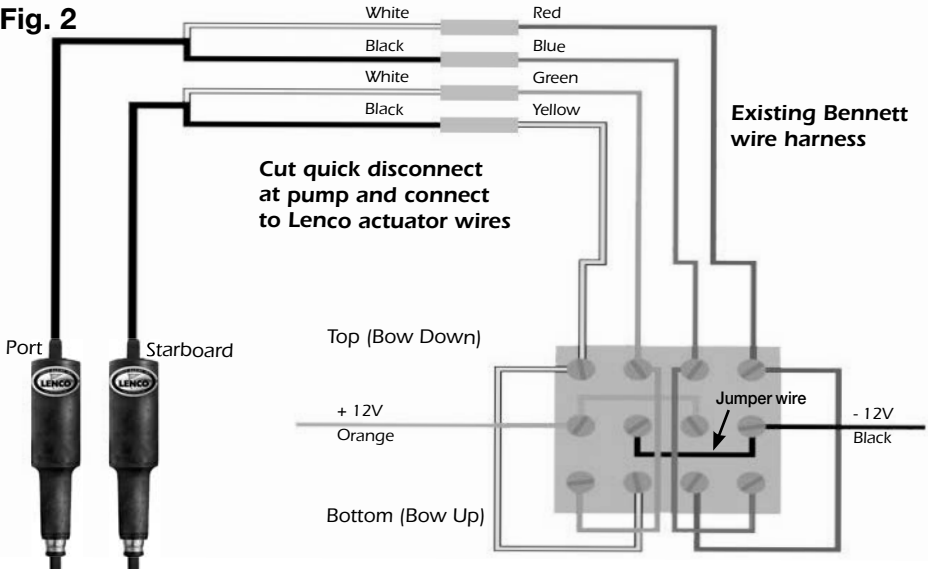 Fig. 2
White
Red
Black
Blue
White
Green
Black
Yellow
Existing Bennett
wire harness
Cut quick disconnect
at pump and connect
to Lenco actuator wires
Port
Starboard
LENCO
LENCO
Top (Bow Down)
Jumper wire
+ 12V
Orange
- 12V
Black
Bottom (Bow Up)